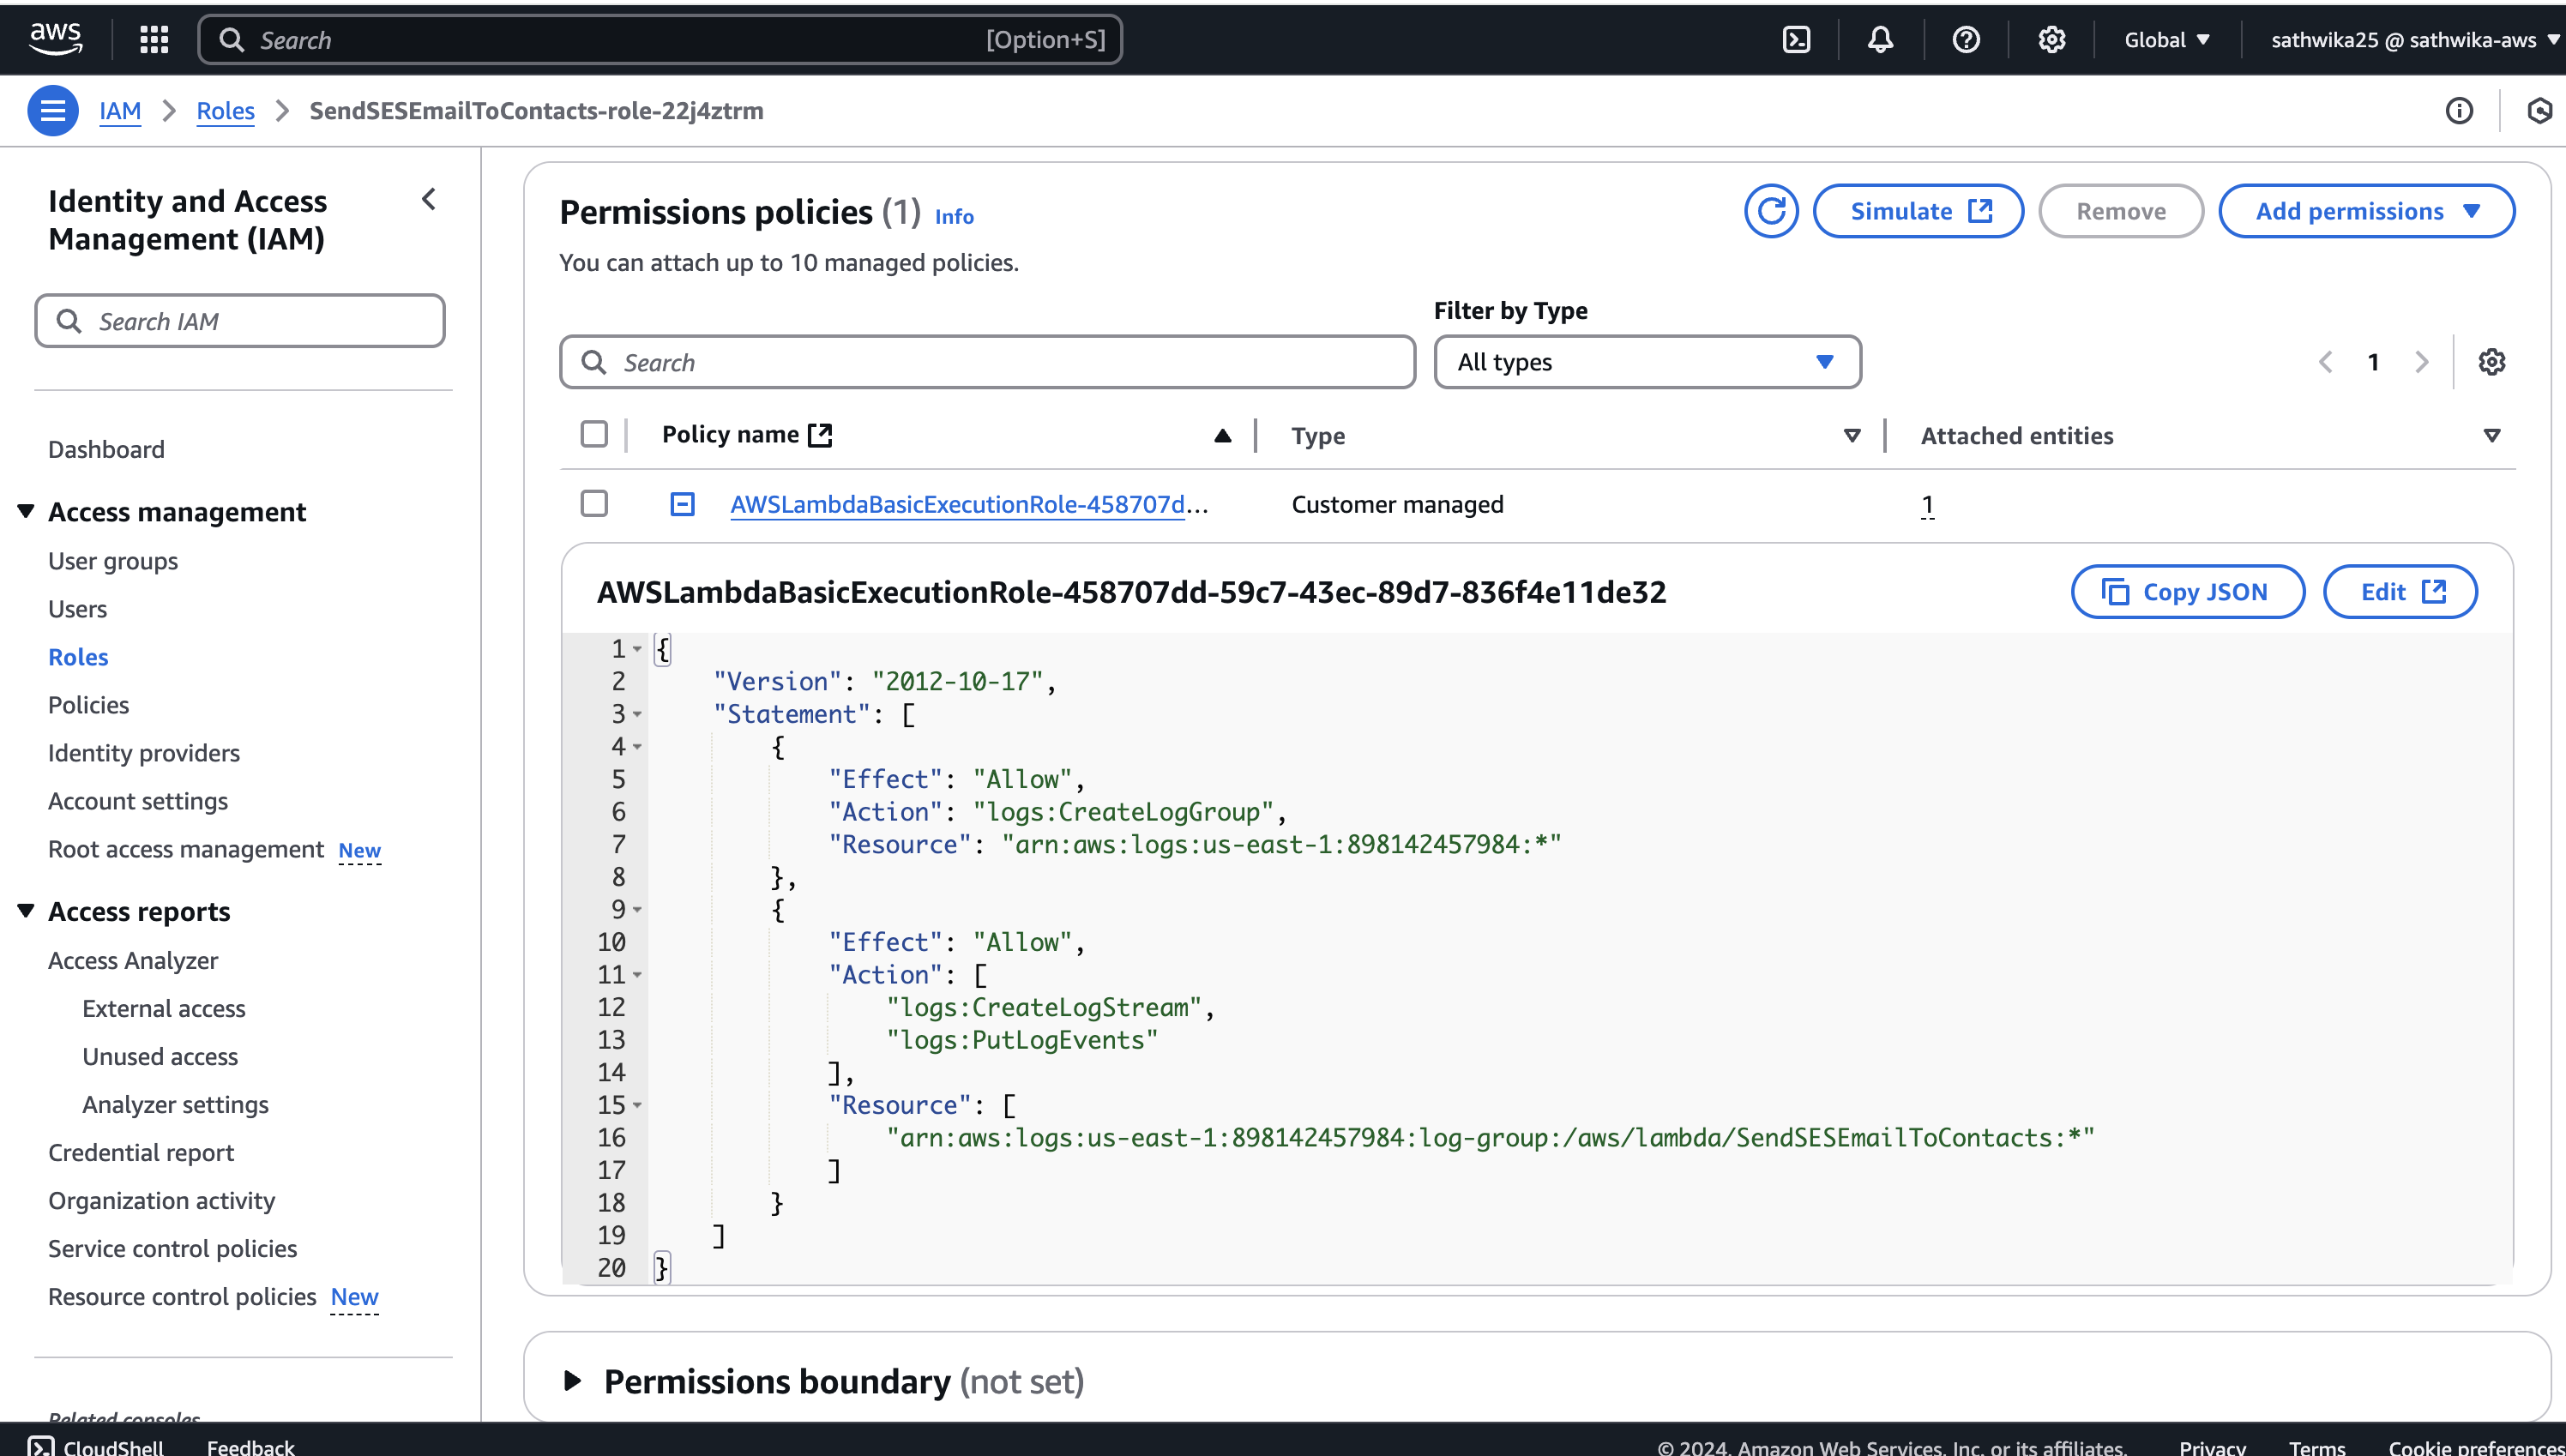 aws
Search
[Option+S]
Global
sathwika25 @ sathwika-aws
IAM
Roles
SendSESEmailToContacts-role-22j4ztrm
Identity and Access
Management (IAM)
Search IAM
Dashboard
Access management
User groups
Users
Roles
Policies
Identity providers
Account settings
Root access management New
Access reports
Access Analyzer
External access
Unused access
Analyzer settings
Credential report
Organization activity
Service control policies
Resource control policies New
Related consoles
Permissions policies (1) Info
You can attach up to 10 managed policies.
Simulate
Remove
Add permissions
Filter by Type
Search
All types
1
Policy name
Type
Attached entities
AWSLambdaBasicExecutionRole-458707d...
Customer managed
1
AWSLambdaBasicExecutionRole-458707dd-59c7-43ec-89d7-836f4e11de32
Copy JSON
Edit
1 {
2 "Version": "2012-10-17",
3 "Statement": [
4 {
5 "Effect": "Allow",
6 "Action": "logs:CreateLogGroup",
7 "Resource": "arn:aws:logs:us-east-1:898142457984:*"
8 },
9 {
10 "Effect": "Allow",
11 "Action": [
12 "logs:CreateLogStream",
13 "logs:PutLogEvents"
14 ],
15 "Resource": [
16 "arn:aws:logs:us-east-1:898142457984:log-group:/aws/lambda/SendSESEmailToContacts:*"
17 ]
18 }
19 ]
20 }
Permissions boundary (not set)
CloudShell
Feedback
© 2024, Amazon Web Services, Inc. or its affiliates.
Privacy
Terms
Cookie preferences